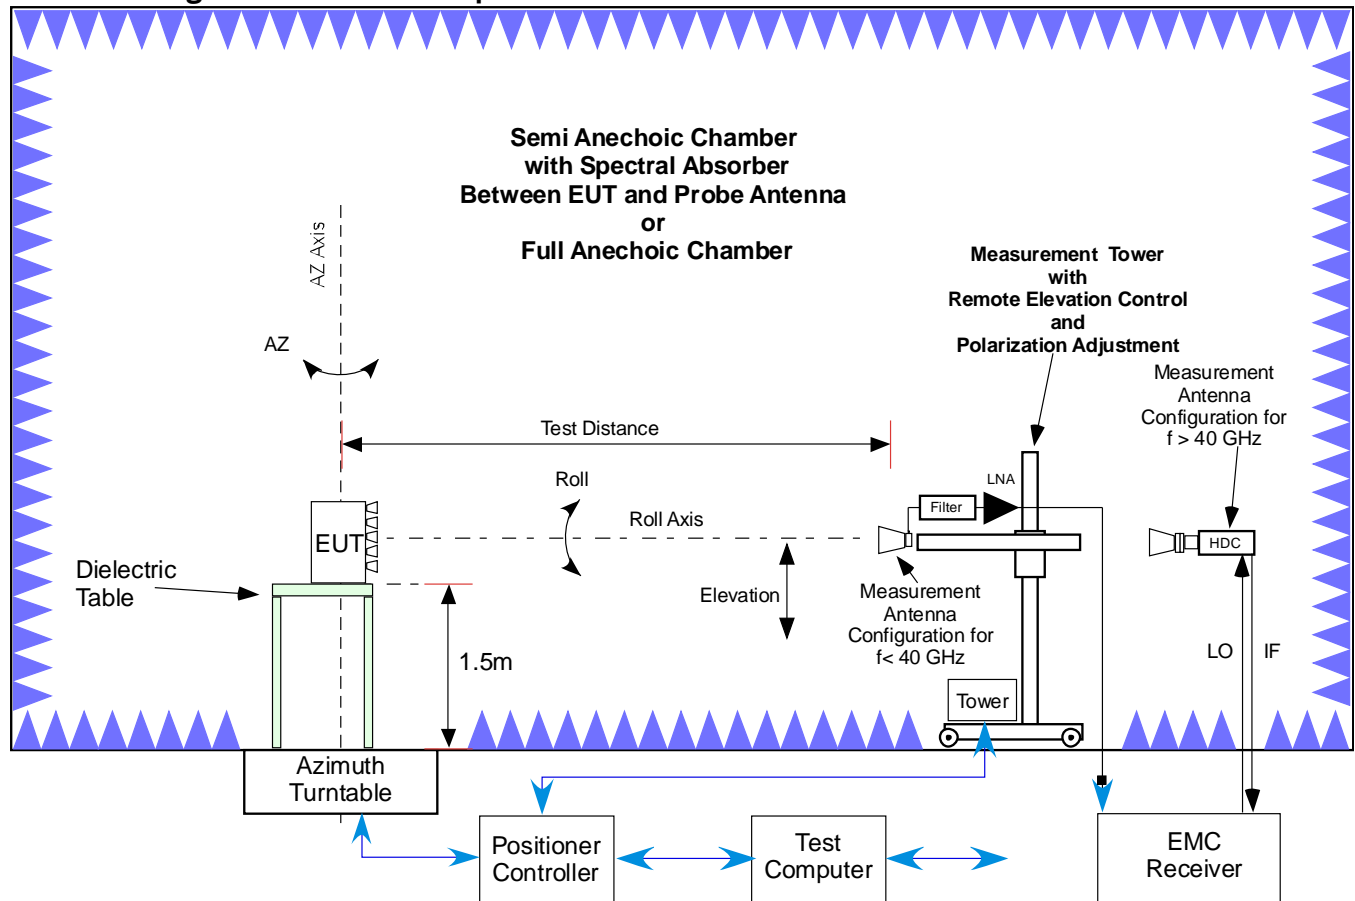 Semi Anechoic Chamber
with Spectral Absorber
Between EUT and Probe Antenna
or
Full Anechoic Chamber
AZ Axis
AZ
Measurement Tower
with
Remote Elevation Control
and
Polarization Adjustment
Measurement
Antenna
Configuration for
f > 40 GHz
Test Distance
Roll
Roll Axis
LNA
Filter
EUT
HDC
Dielectric
Table
Elevation
Measurement
Antenna
Configuration for
f< 40 GHz
1.5m
LO
IF
Tower
Azimuth
Turntable
Positioner
Controller
Test
Computer
EMC
Receiver